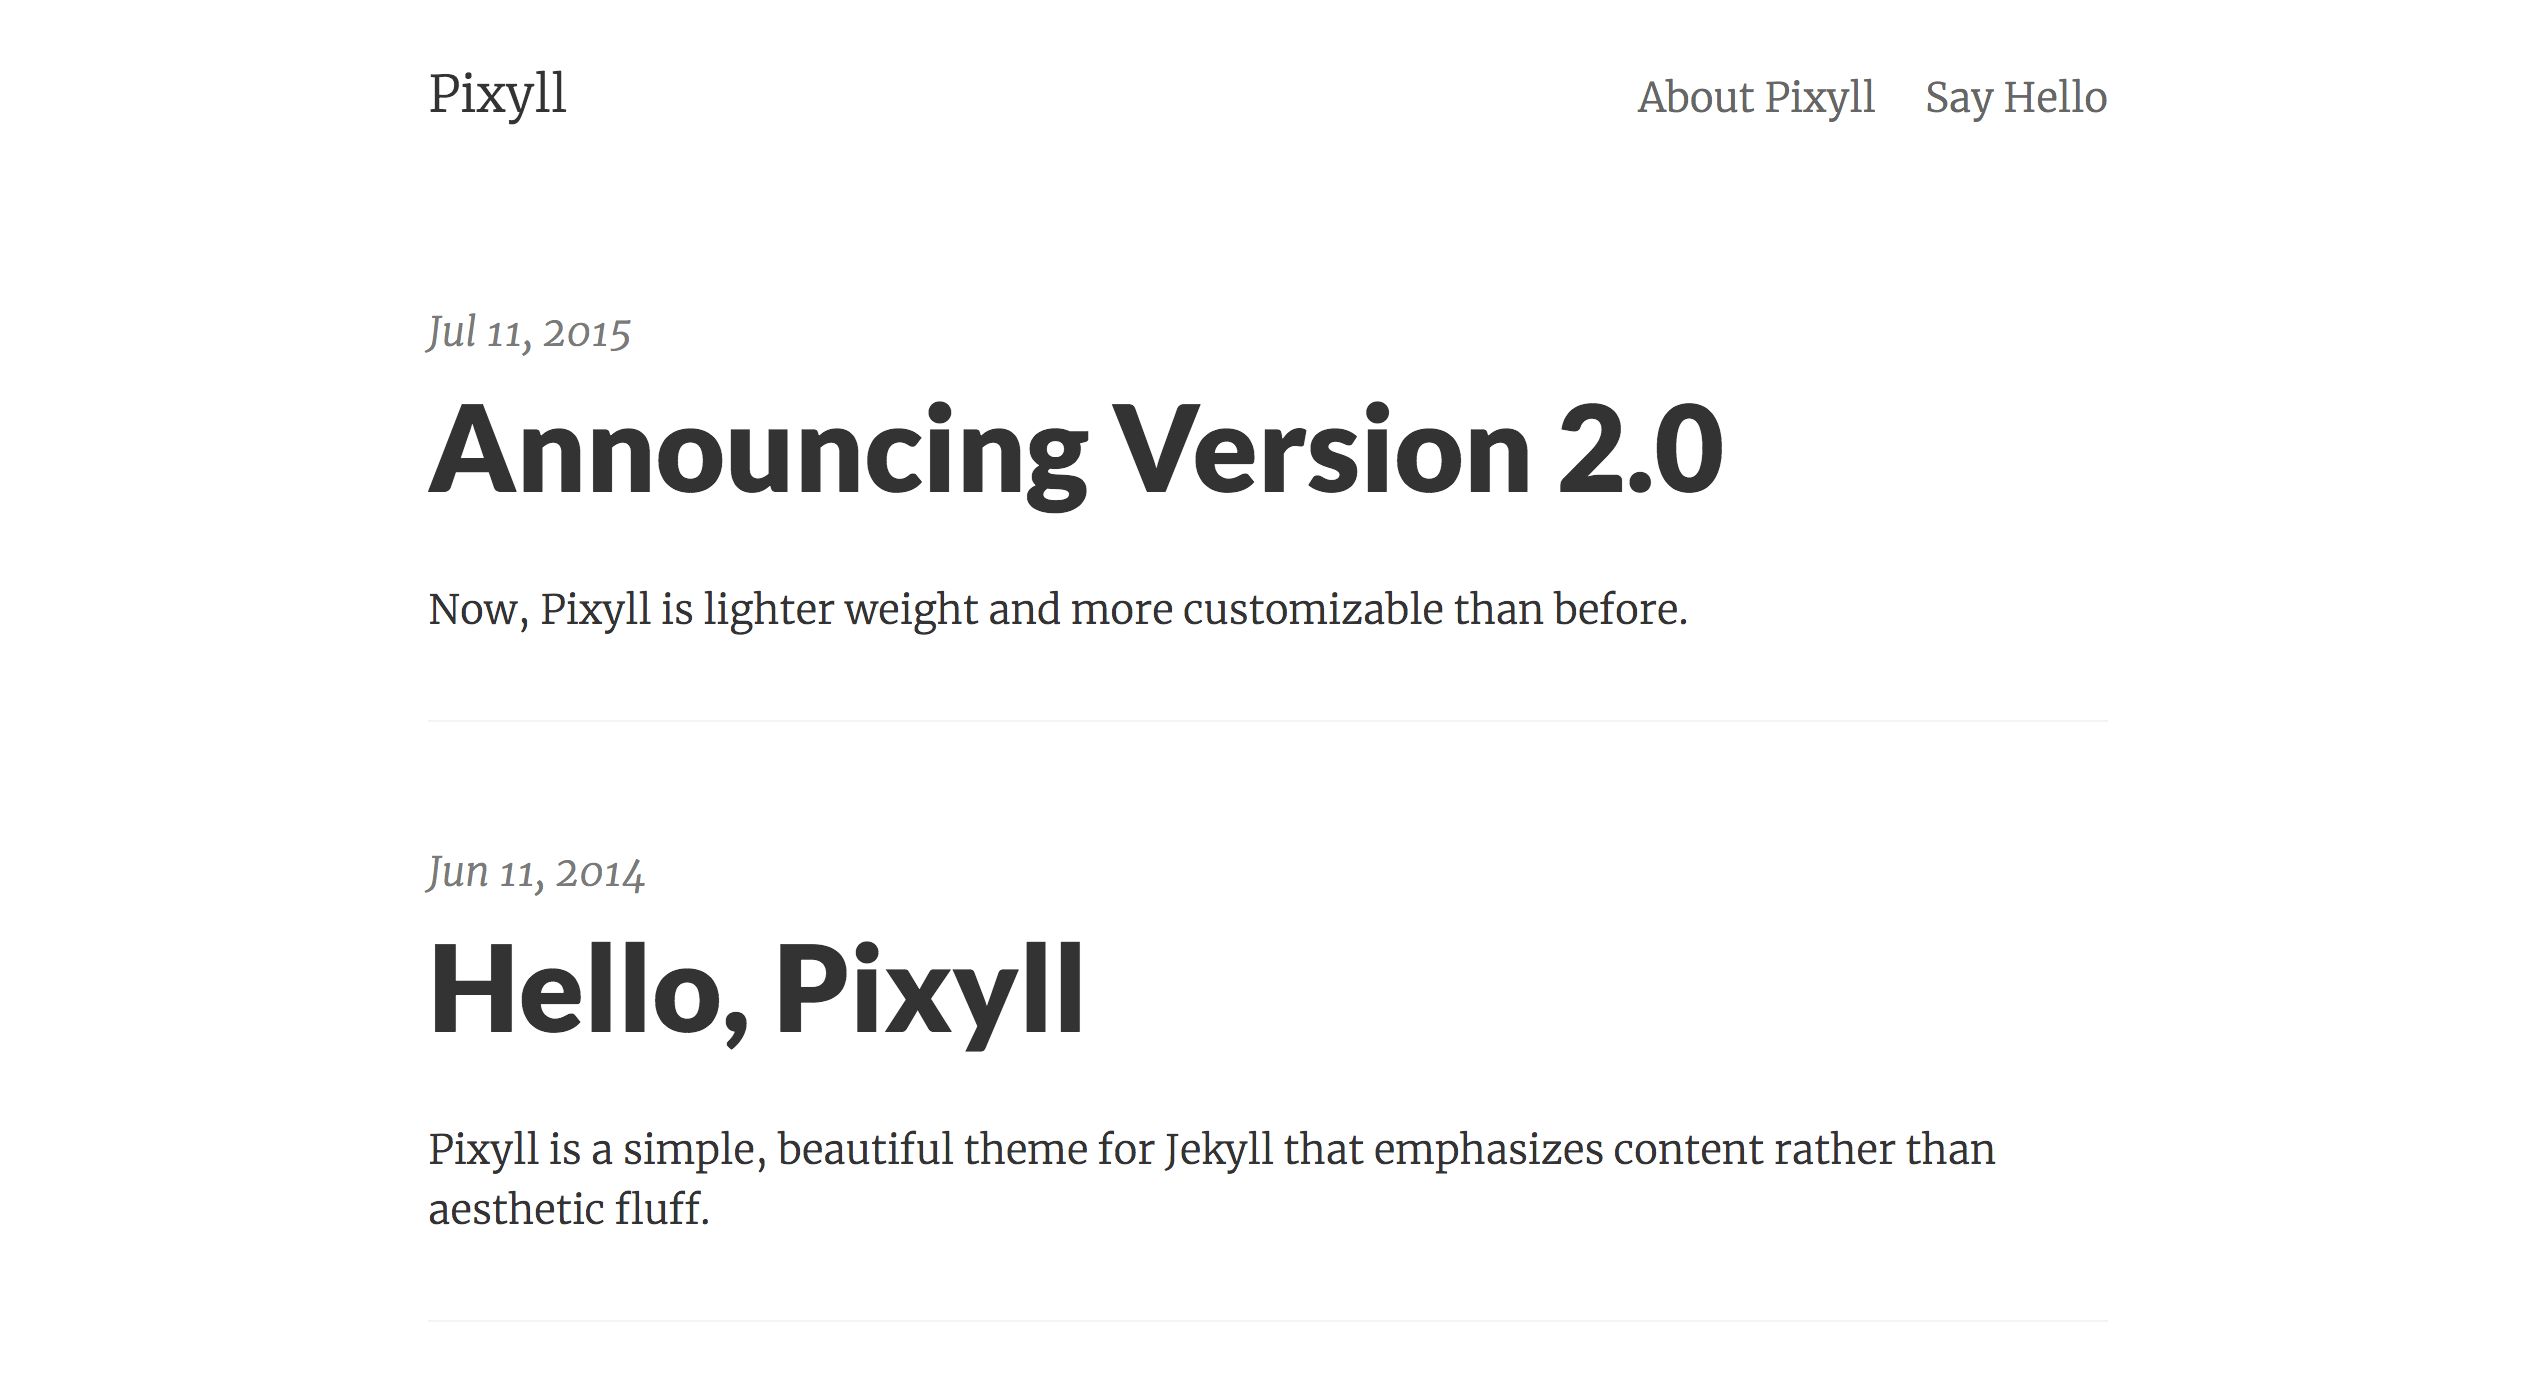 Pixyll
About Pixyll Say Hello
Jul 11, 2015
Announcing Version 2.0
Now, Pixyll is lighter weight and more customizable than before.
Jun 11, 2014
Hello, Pixyll
Pixyll is a simple, beautiful theme for Jekyll that emphasizes content rather than
aesthetic fluff.